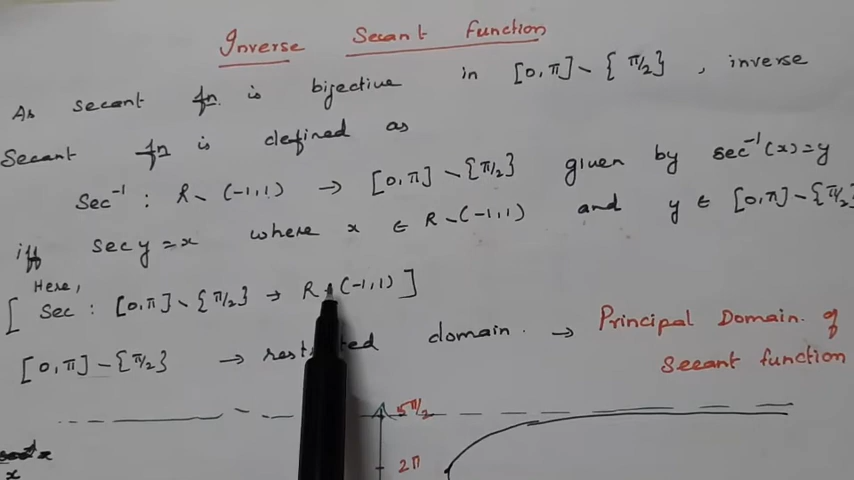 Inverse Secant Function
As secant fn. is bijective in [0, π] \ { π/2 } , inverse
Secant fn is defined as
Sec⁻¹ : R \ (-1,1) → [0,π] \ {π/2} given by sec⁻¹(x)=y
iff sec y = x where x ∈ R \ (-1,1) and y ∈ [0,π] \ {π/2}
Here,
[ Sec : [0,π] \ {π/2} → R \ (-1,1) ]
[0,π] - {π/2} → domain. → Principal Domain of
Secant function
5π/2
2π
x
x